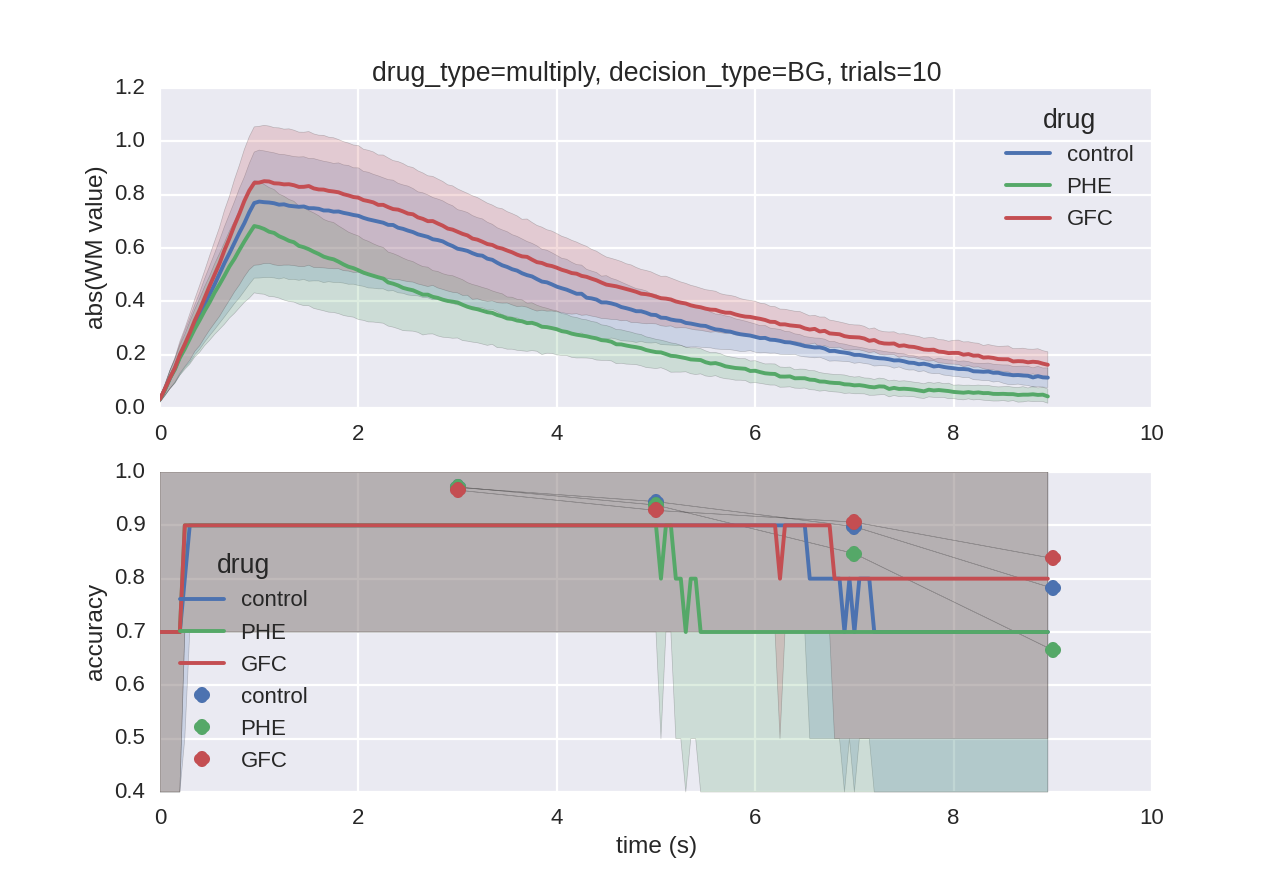 drug_type=multiply, decision_type=BG, trials=10
abs(WM value)
1.2
1.0
0.8
0.6
0.4
0.2
0.0
drug
control
PHE
GFC
0 2 4 6 8 10
accuracy
1.0
0.9
0.8
0.7
0.6
0.5
0.4
drug
control
PHE
GFC
control
PHE
GFC
0 2 4 6 8 10
time (s)